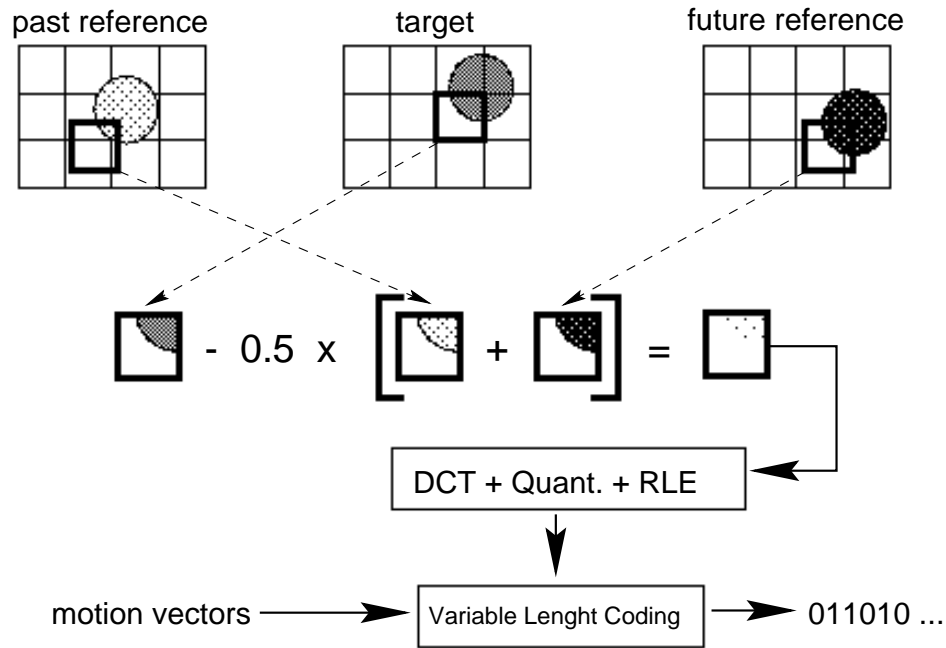 past reference
target
future reference
- 0.5 x [ + ] =
DCT + Quant. + RLE
motion vectors
Variable Lenght Coding
011010 ...